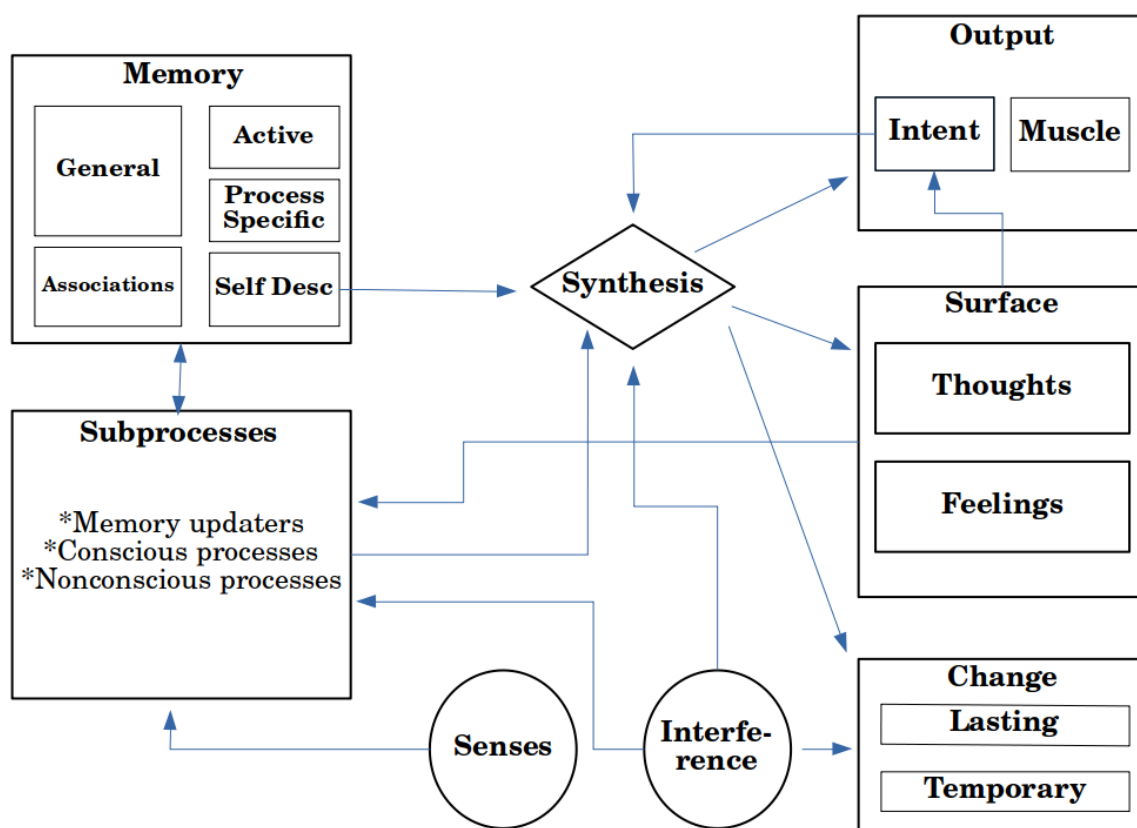 Memory
General
Active
Process
Specific
Associations
Self Desc
Subprocesses
*Memory updaters
*Conscious processes
*Nonconscious processes
Senses
Interfe-
rence
Synthesis
Output
Intent
Muscle
Surface
Thoughts
Feelings
Change
Lasting
Temporary